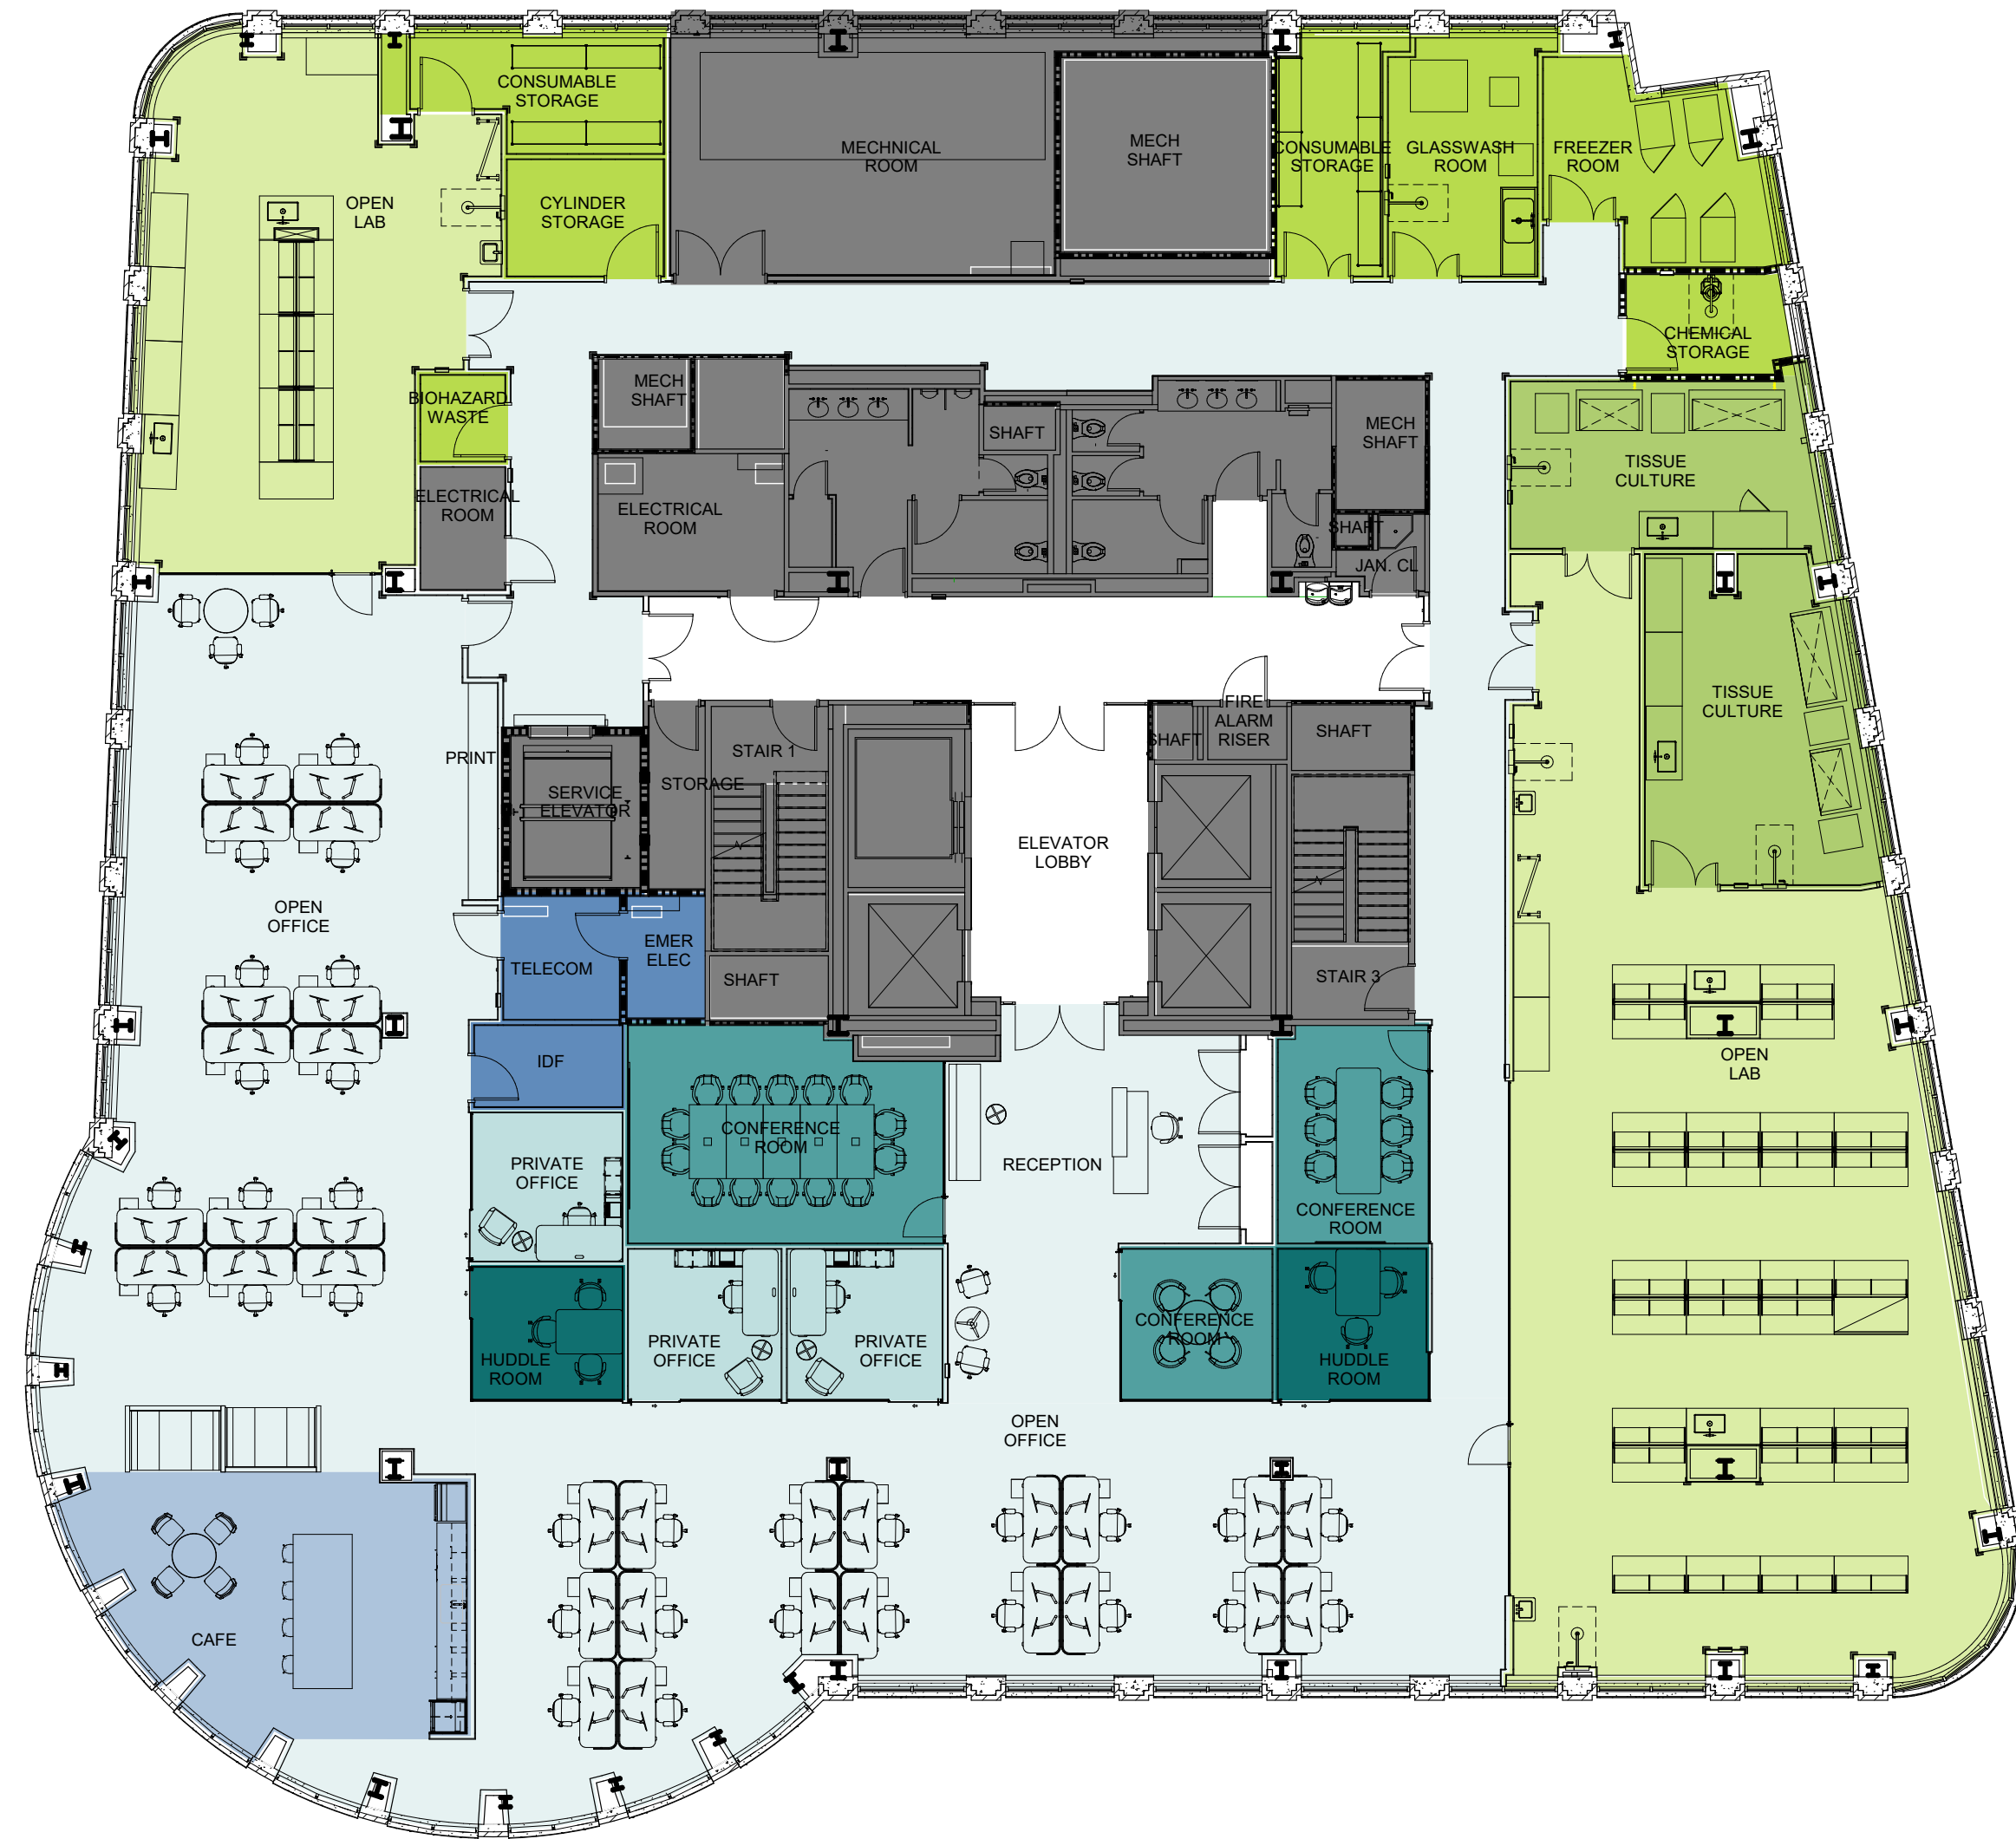 CONSUMABLE
STORAGE
MECHNICAL
ROOM
MECH
SHAFT
CONSUMABLE
STORAGE
GLASSWASH
ROOM
FREEZER
ROOM
OPEN
LAB
CYLINDER
STORAGE
CHEMICAL
STORAGE
BIOHAZARD
WASTE
MECH
SHAFT
SHAFT
MECH
SHAFT
TISSUE
CULTURE
ELECTRICAL
ROOM
ELECTRICAL
ROOM
SHAFT
JAN. CL
TISSUE
CULTURE
PRINT
SERVICE
ELEVATOR
STORAGE
STAIR 1
SHAFT
FIRE
ALARM
RISER
SHAFT
ELEVATOR
LOBBY
OPEN
OFFICE
TELECOM
EMER
ELEC
SHAFT
STAIR 3
IDF
OPEN
LAB
PRIVATE
OFFICE
CONFERENCE
ROOM
RECEPTION
CONFERENCE
ROOM
HUDDLE
ROOM
PRIVATE
OFFICE
PRIVATE
OFFICE
CONFERENCE
ROOM
HUDDLE
ROOM
OPEN
OFFICE
CAFE